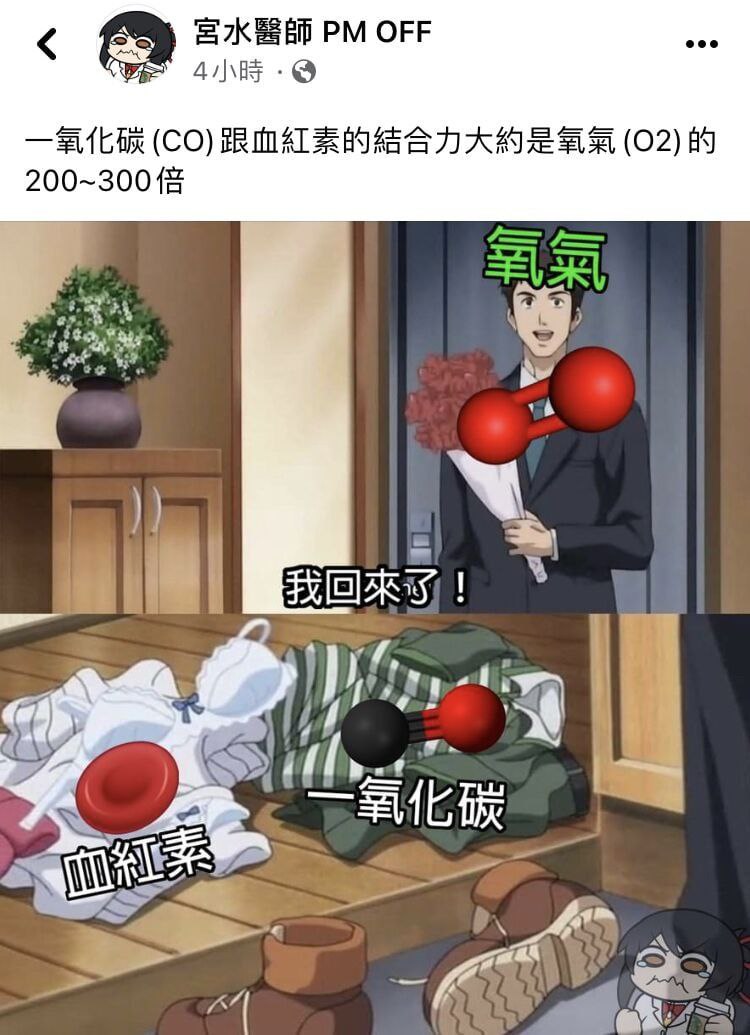 宮水醫師 PM OFF
4小時 ·
一氧化碳(CO)跟血紅素的結合力大約是氧氣(O2)的
200~300倍
氧氣
我回來了！
一氧化碳
血紅素